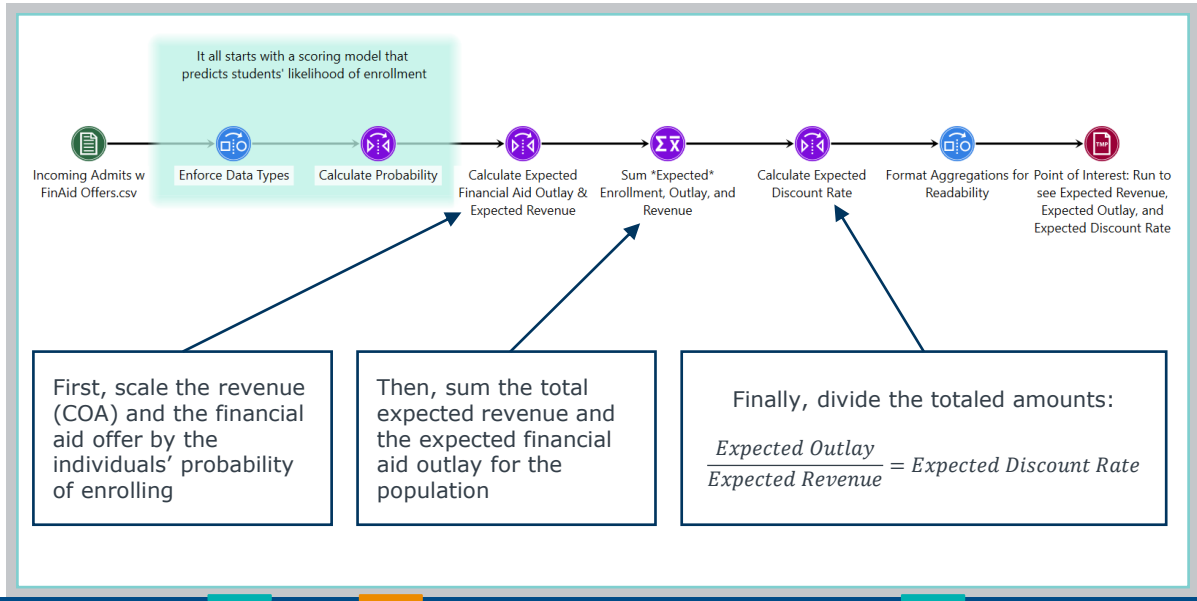 It all starts with a scoring model that
predicts students' likelihood of enrollment
Incoming Admits w
FinAid Offers.csv
Enforce Data Types
Calculate Probability
Calculate Expected
Financial Aid Outlay &
Expected Revenue
Sum *Expected*
Enrollment, Outlay, and
Revenue
Calculate Expected
Discount Rate
Format Aggregations for
Readability
TMP
Point of Interest: Run to
see Expected Revenue,
Expected Outlay, and
Expected Discount Rate
First, scale the revenue
(COA) and the financial
aid offer by the
individuals’ probability
of enrolling
Then, sum the total
expected revenue and
the expected financial
aid outlay for the
population
Finally, divide the totaled amounts:
Expected Outlay
Expected Revenue
= Expected Discount Rate